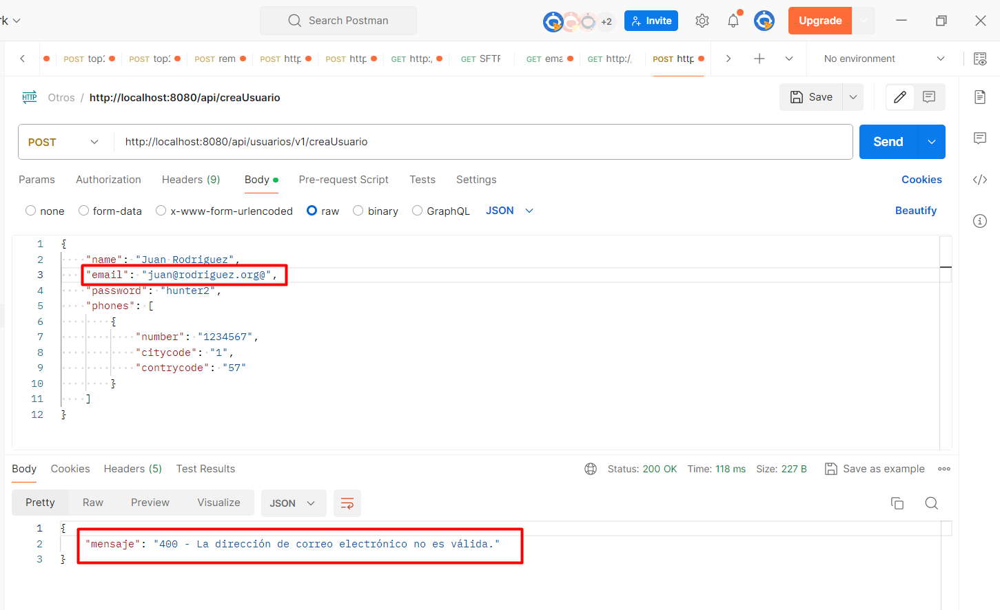 rk
Search Postman
+2
Invite
Upgrade
POST top:
POST top:
POST rem
POST http
POST http
GET http:,
GET SFTF
GET ema
GET http:/,
POST http
No environment
HTTP
Otros / http://localhost:8080/api/creaUsuario
Save
POST
http://localhost:8080/api/usuarios/v1/creaUsuario
Send
Params
Authorization
Headers (9)
Body
Pre-request Script
Tests
Settings
Cookies
none
form-data
x-www-form-urlencoded
raw
binary
GraphQL
JSON
Beautify
1 {
2 "name": "Juan Rodriguez",
3 "email": "juan@rodriguez.org@",
4 "password": "hunter2",
5 "phones": [
6 {
7 "number": "1234567",
8 "citycode": "1",
9 "contrycode": "57"
10 }
11 ]
12 }
Body
Cookies
Headers (5)
Test Results
Status: 200 OK
Time: 118 ms
Size: 227 B
Save as example
Pretty
Raw
Preview
Visualize
JSON
1 {
2 "mensaje": "400 - La dirección de correo electrónico no es válida."
3 }